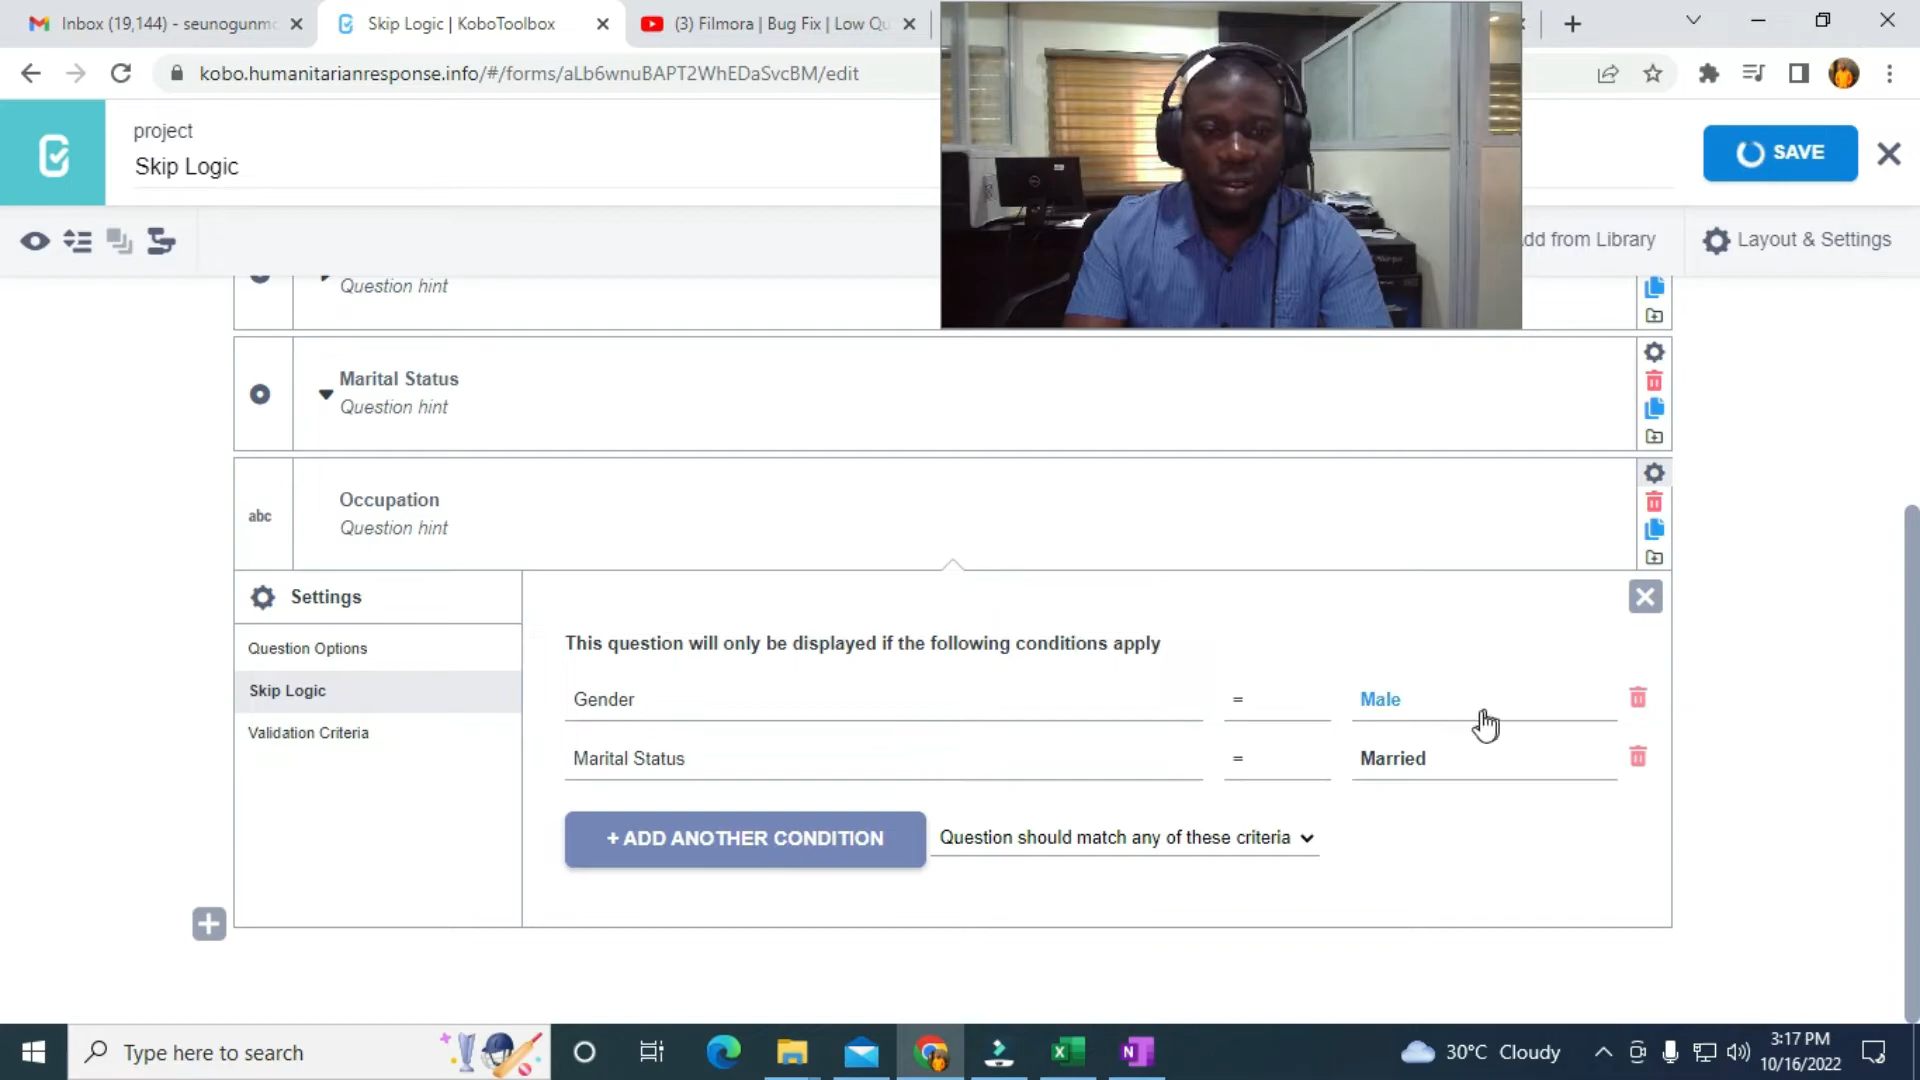 Inbox (19,144) - seunogunmo
Skip Logic | KoboToolbox
(3) Filmora | Bug Fix | Low Qu
kobo.humanitarianresponse.info/#/forms/aLb6wnuBAPT2WhEDaSvcBM/edit
project
Skip Logic
SAVE
dd from Library
Layout & Settings
Question hint
Marital Status
Question hint
abc
Occupation
Question hint
Settings
Question Options
Skip Logic
Validation Criteria
This question will only be displayed if the following conditions apply
Gender = Male
Marital Status = Married
+ ADD ANOTHER CONDITION
Question should match any of these criteria
Type here to search
30°C Cloudy
3:17 PM
10/16/2022